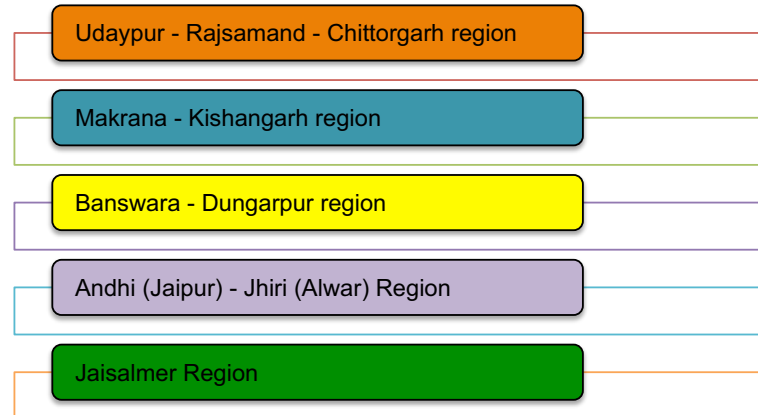 Udaypur - Rajsamand - Chittorgarh region
Makrana - Kishangarh region
Banswara - Dungarpur region
Andhi (Jaipur) - Jhiri (Alwar) Region
Jaisalmer Region